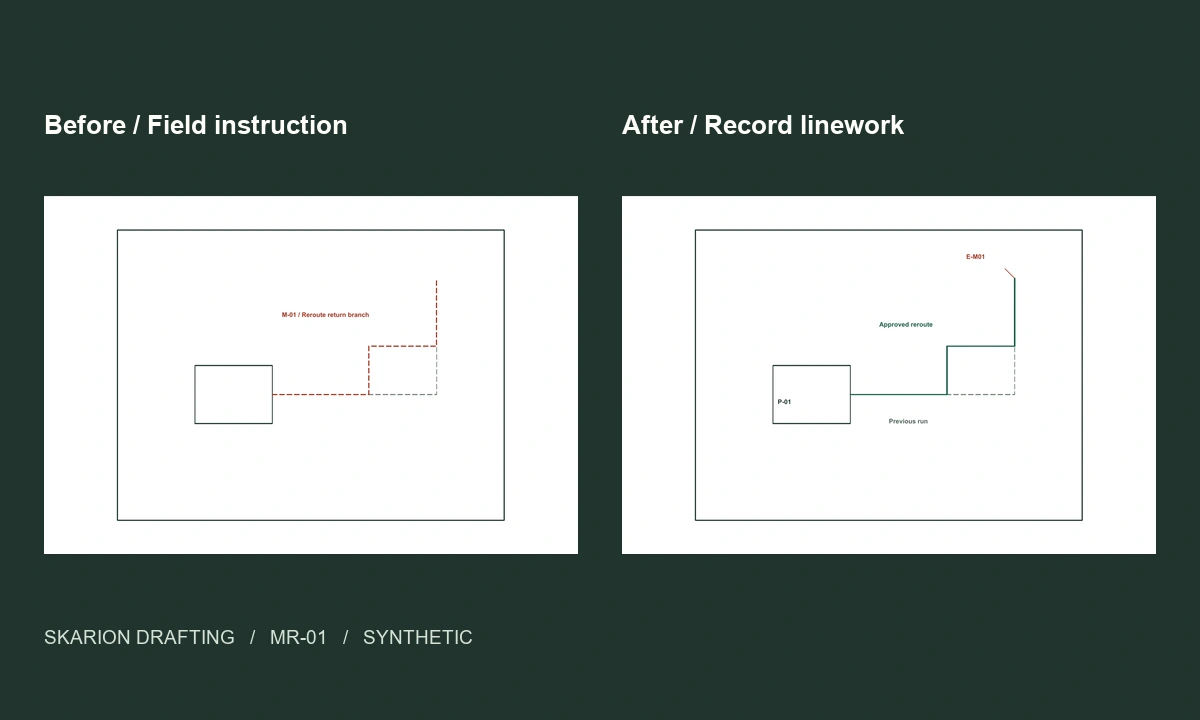 Before / Field instruction
After / Record linework
M-01 / Reroute return branch
E-M01
Approved reroute
P-01
Previous run
SKARION DRAFTING / MR-01 / SYNTHETIC